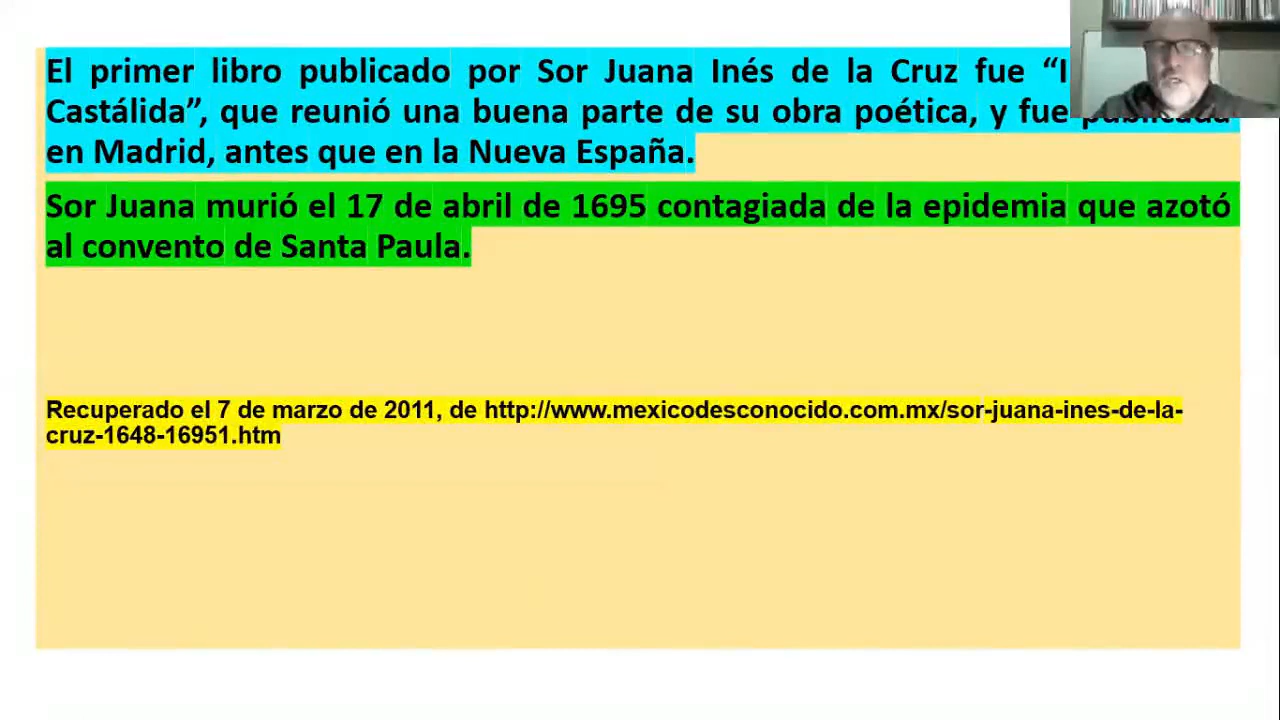 El primer libro publicado por Sor Juana Inés de la Cruz fue “I
Castálida”, que reunió una buena parte de su obra poética, y fue
en Madrid, antes que en la Nueva España.
Sor Juana murió el 17 de abril de 1695 contagiada de la epidemia que azotó
al convento de Santa Paula.
Recuperado el 7 de marzo de 2011, de http://www.mexicodesconocido.com.mx/sor-juana-ines-de-la-
cruz-1648-16951.htm